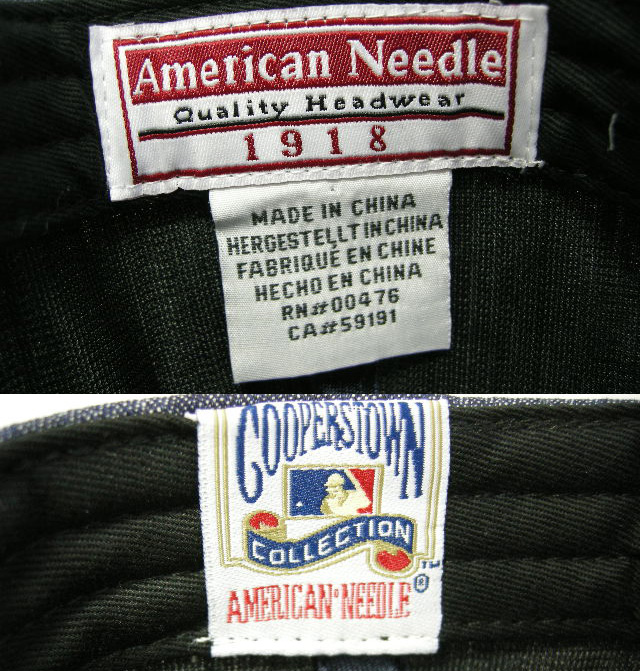 American Needle
Quality Headwear
1918
MADE IN CHINA
HERGESTELLT IN CHINA
FABRIQUÉ EN CHINE
HECHO EN CHINA
RN#00476
CA#59191
COOPERSTOWN
COLLECTION
TM
AMERICAN·NEEDLE®